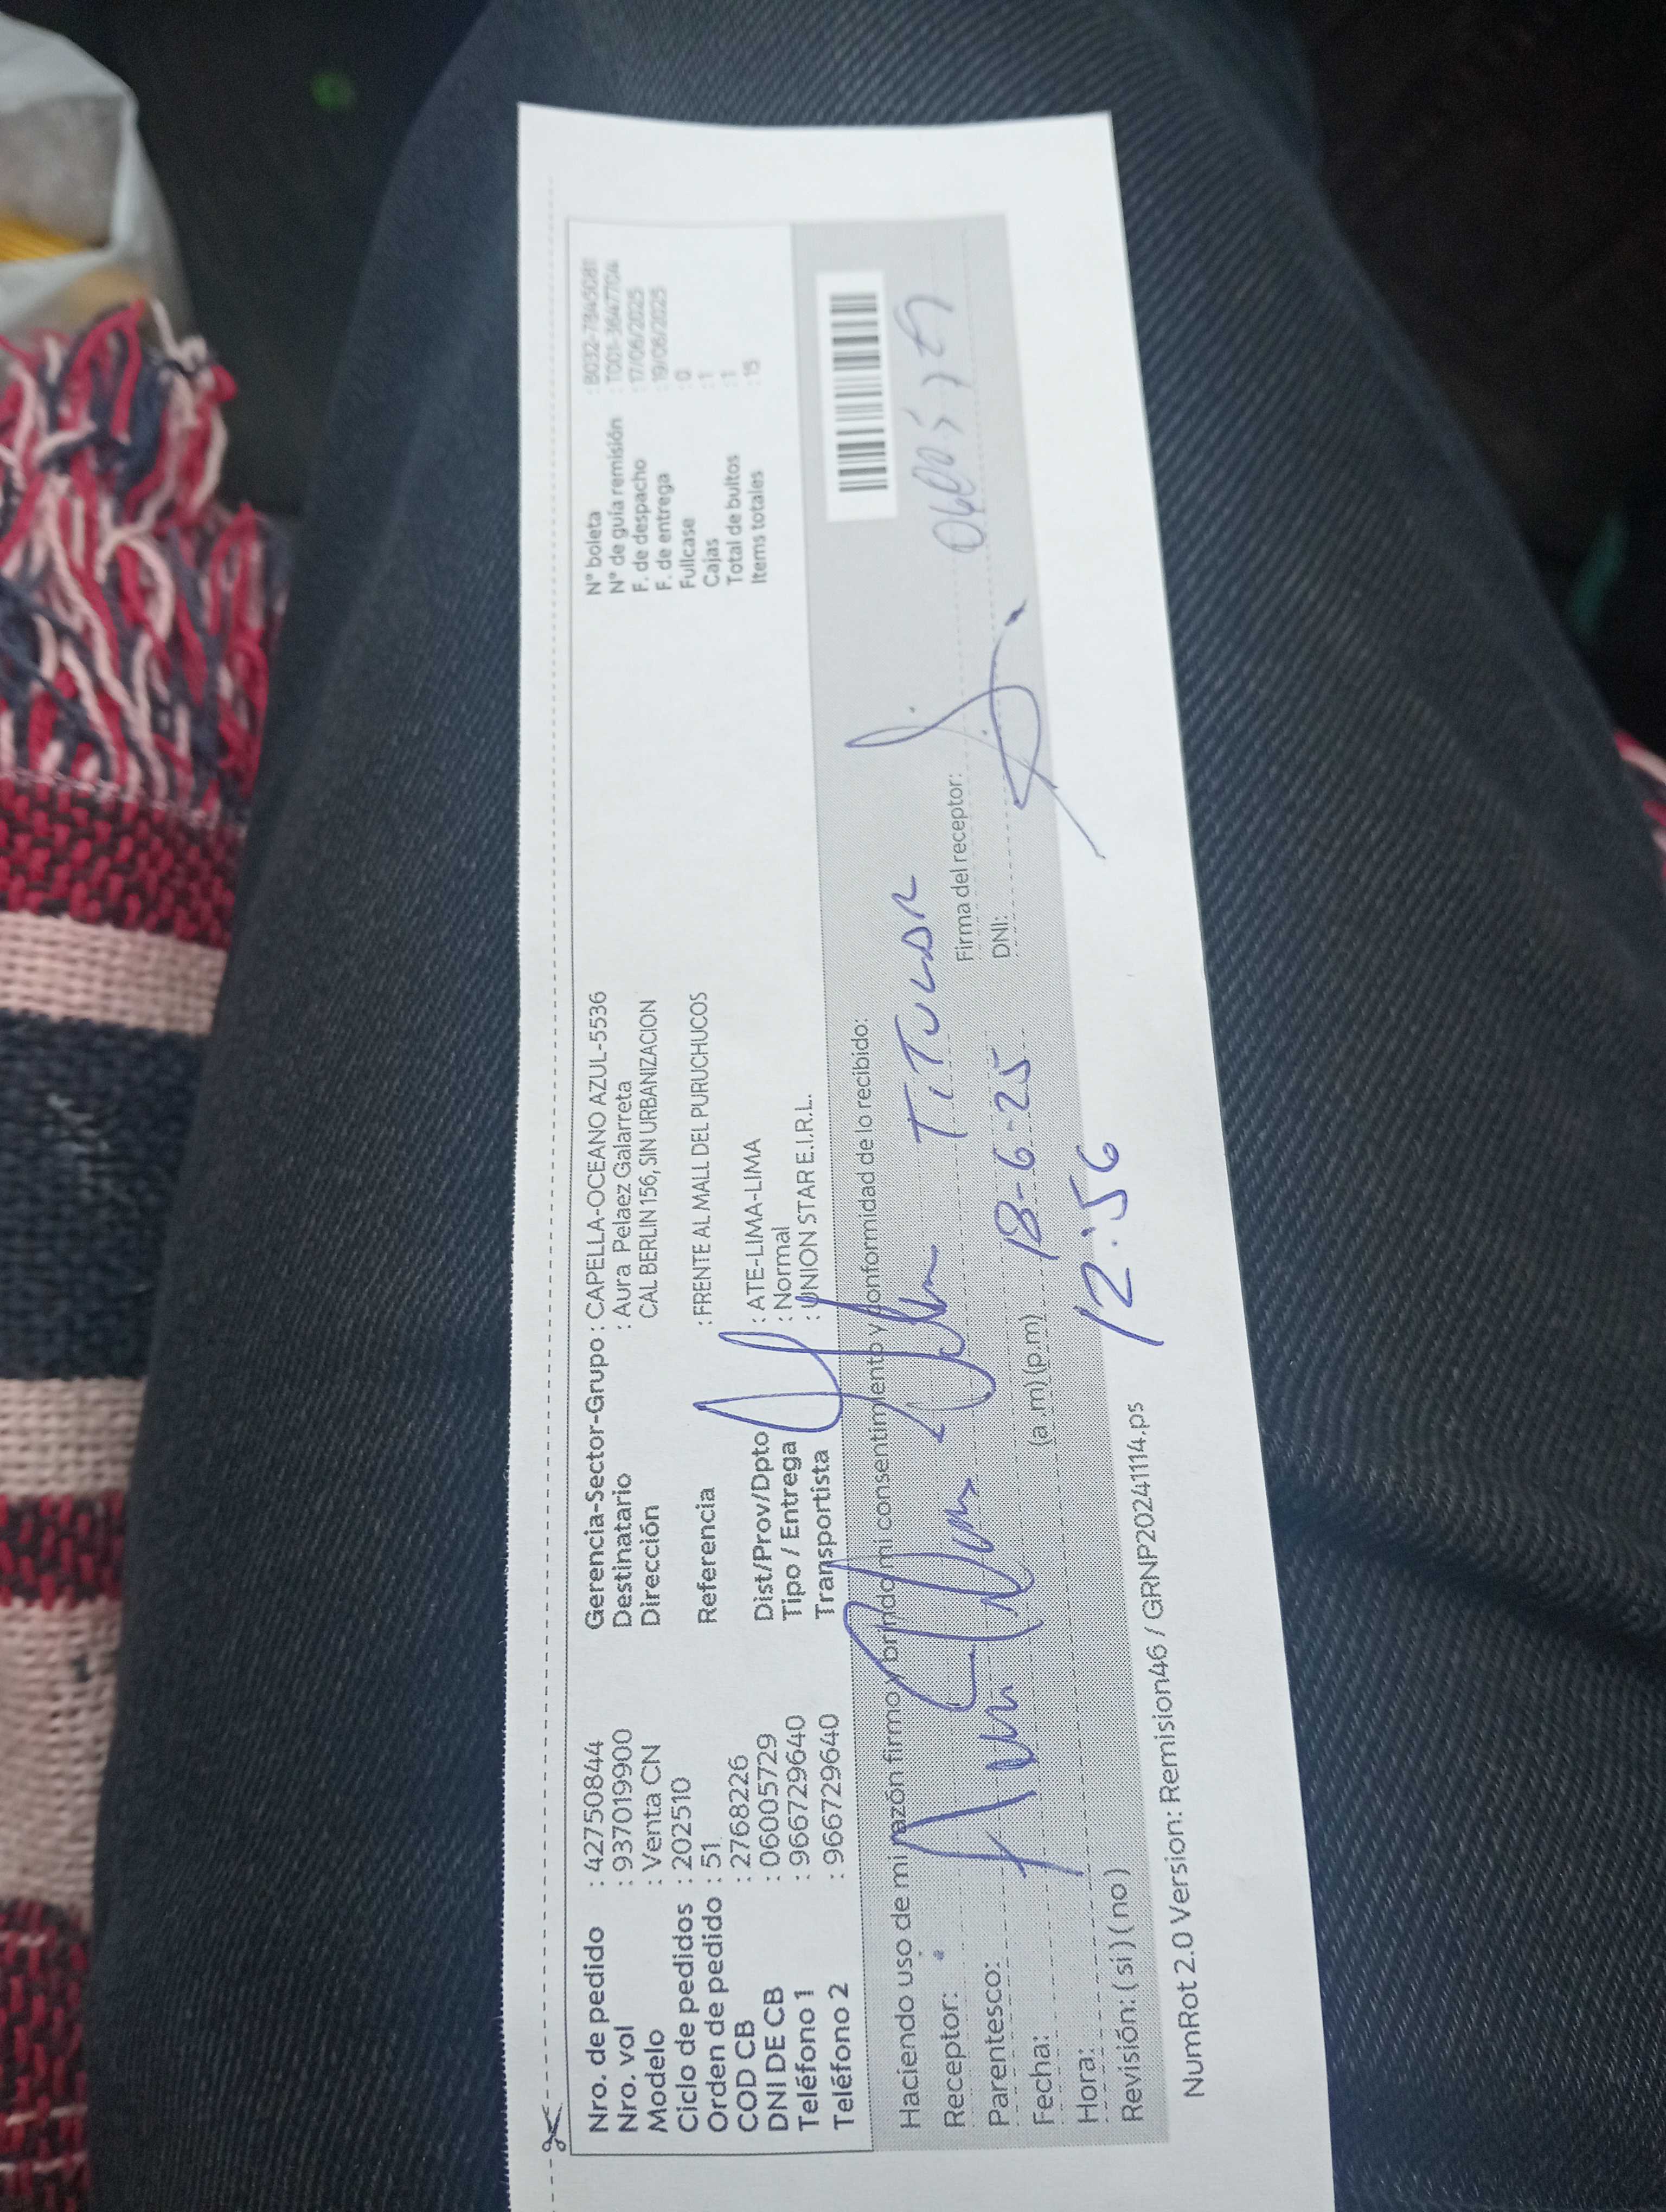 Nro. de pedido : 42750844
Nro. vol : 937019900
Modelo : Venta CN
Ciclo de pedidos : 202510
Orden de pedido : 51
COD CB : 2768226
DNI DE CB : 06005729
Teléfono 1 : 966729640
Teléfono 2 : 966729640
Gerencia-Sector-Grupo : CAPELLA-OCEANO AZUL-5536
Destinatario : Aura Pelaez Galarreta
Dirección CAL BERLIN 156, SIN URBANIZACION
Referencia : FRENTE AL MALL DEL PURUCHUCOS
Dist/Prov/Dpto : ATE-LIMA-LIMA
Tipo / Entrega : Normal
Transportista : UNION STAR E.I.R.L.
N° boleta
N° de guía remisión
F. de despacho : 17/06/2025
F. de entrega : 19/06/2025
Fullcase : 0
Cajas : 1
Total de bultos : 1
Items totales : 15
Haciendo uso de mi razón firmo y brindo mi consentimiento y conformidad de lo recibido:
Receptor: TiTULAR
Parentesco:
Fecha: 18-6-25
Hora: (a.m) (p.m) 12:56
Revisión: (si) (no)
Firma del receptor:
DNI:
NumRot 2.0 Version: Remision46 / GRNP20241114.ps